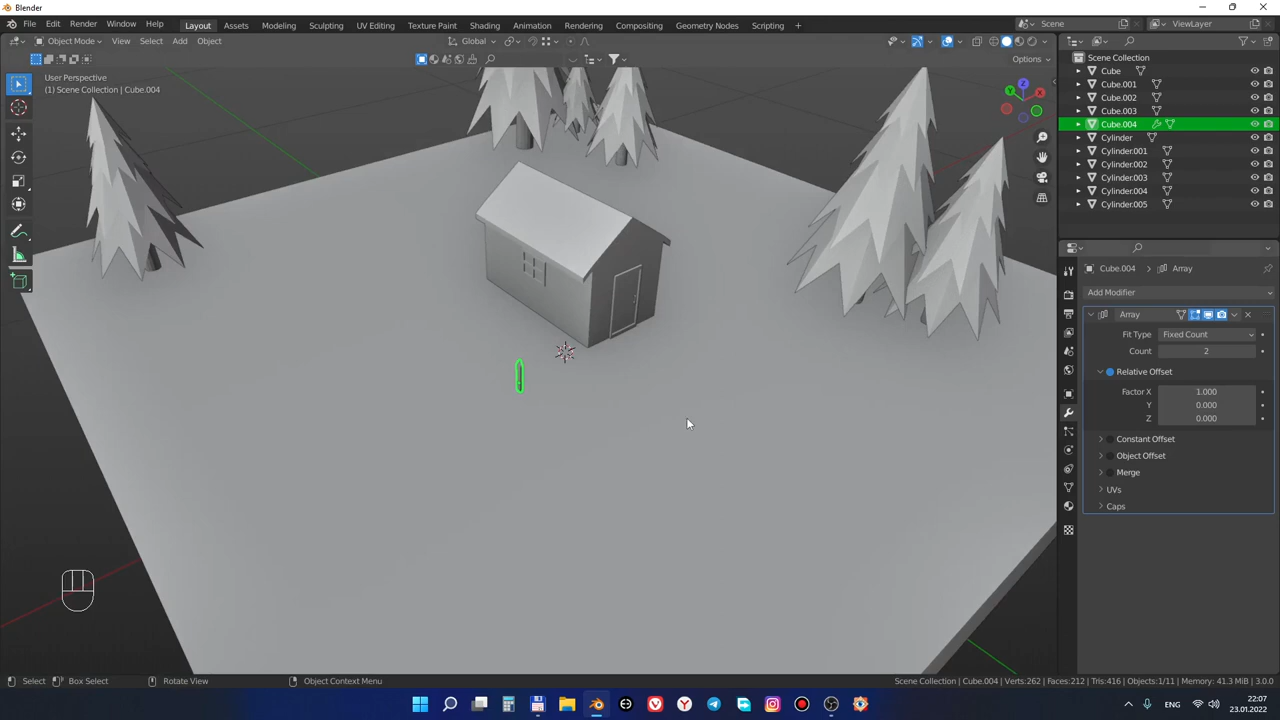 Blender
File Edit Render Window Help Layout Assets Modeling Sculpting UV Editing Texture Paint Shading Animation Rendering Compositing Geometry Nodes Scripting + Scene ViewLayer
Object Mode View Select Add Object Global
Options
User Perspective
(1) Scene Collection | Cube.004
Z
Y
X
Scene Collection
Cube
Cube.001
Cube.002
Cube.003
Cube.004
Cylinder
Cylinder.001
Cylinder.002
Cylinder.003
Cylinder.004
Cylinder.005
Cube.004 Array
Add Modifier
Array
Fit Type Fixed Count
Count 2
Relative Offset
Factor X 1.000
Y 0.000
Z 0.000
Constant Offset
Object Offset
Merge
UVs
Caps
Select Box Select Rotate View Object Context Menu Scene Collection | Cube.004 | Verts:262 | Faces:212 | Tris:416 | Objects:1/11 | Memory: 41.3 MiB | 3.0.0
ENG 22:07
23.01.2022